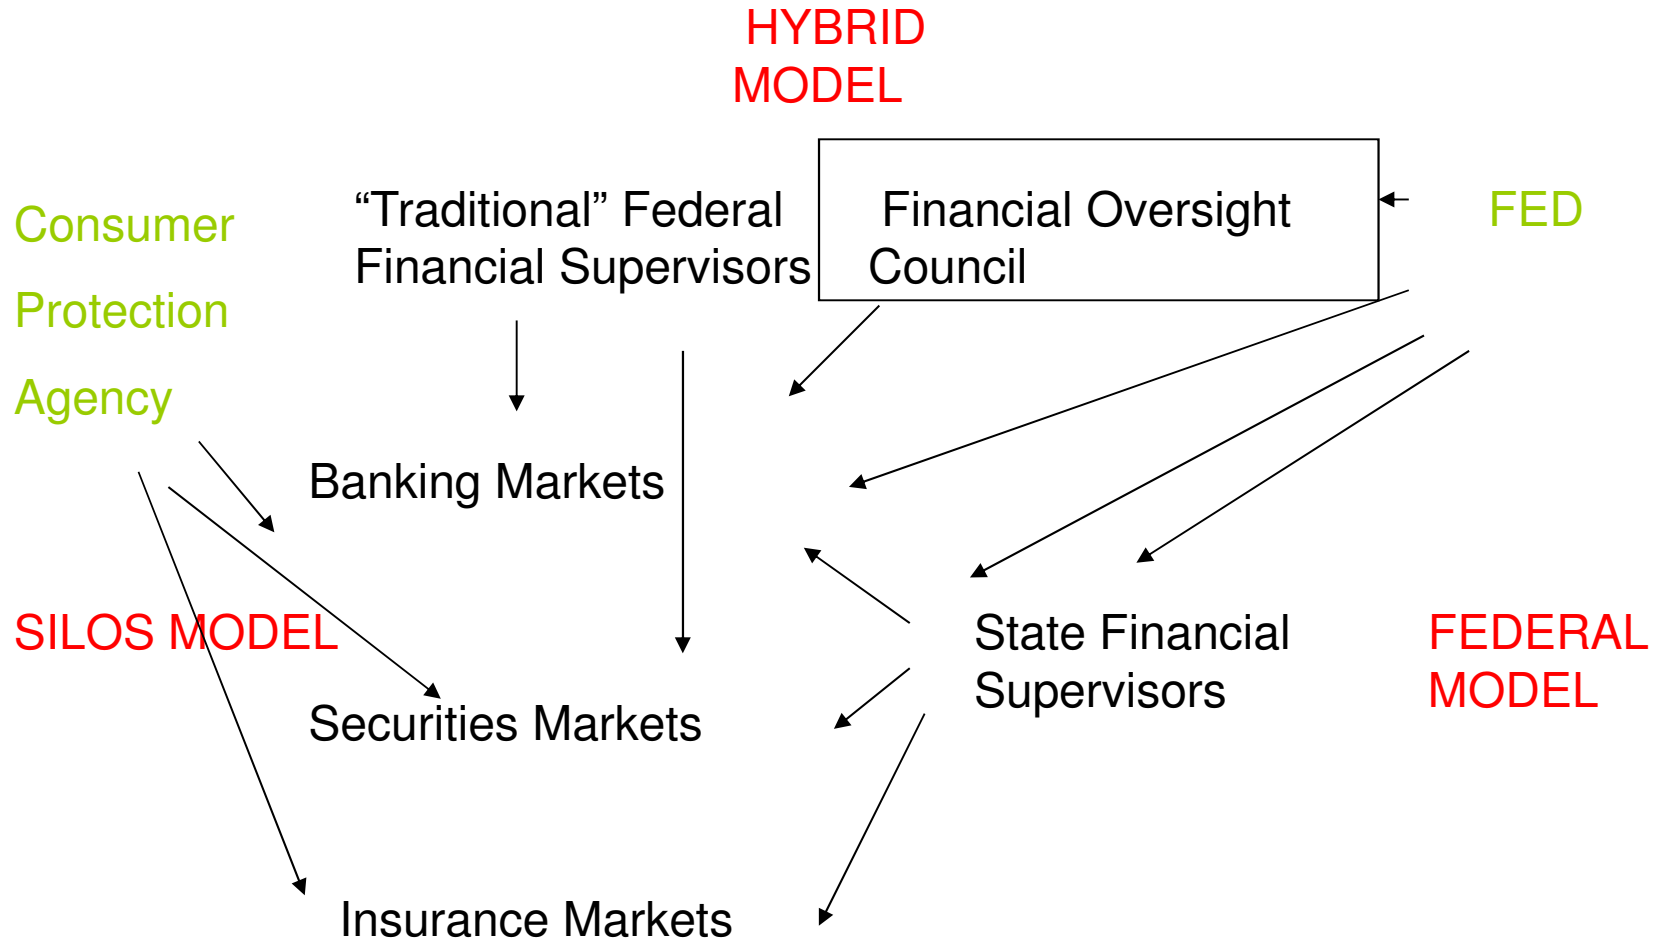 HYBRID
MODEL
“Traditional” Federal
Financial Supervisors
Financial Oversight
Council
FED
Consumer
Protection
Agency
Banking Markets
SILOS MODEL
State Financial
Supervisors
FEDERAL
MODEL
Securities Markets
Insurance Markets